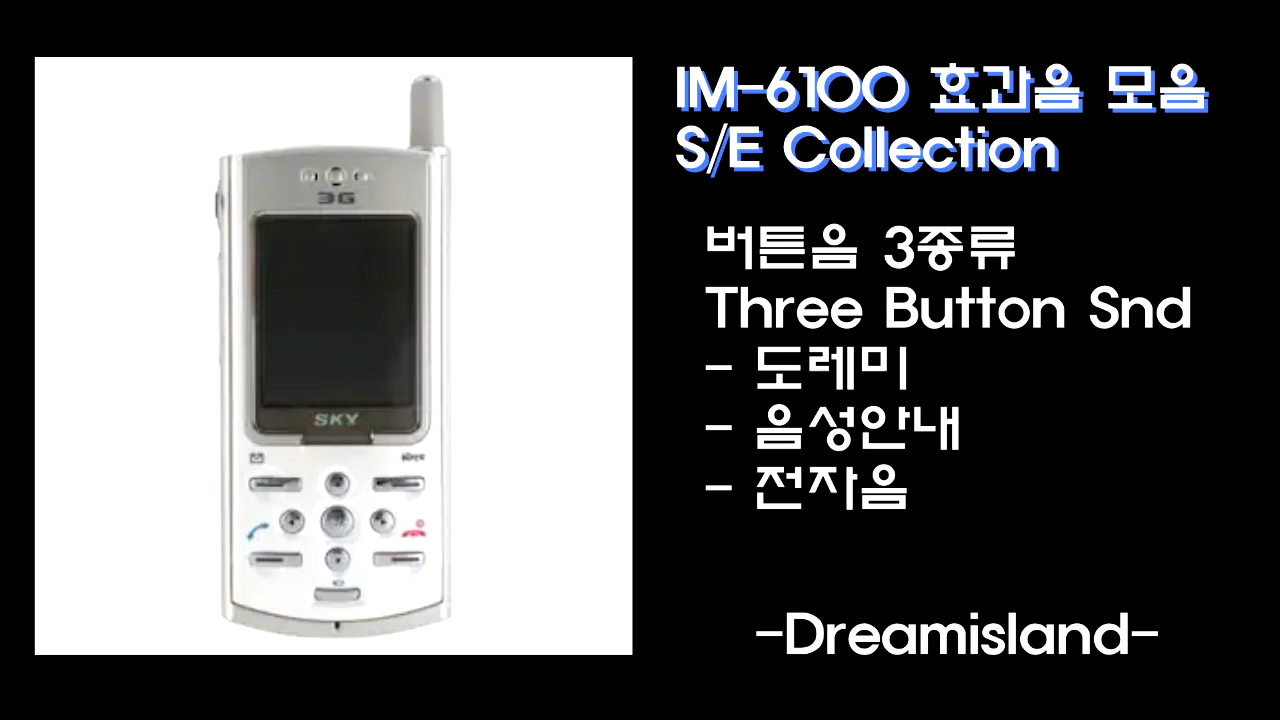 IM-6100 효과음 모음
S/E Collection
버튼음 3종류
Three Button Snd
- 도레미
- 음성안내
- 전자음
-Dreamisland-
3G
SKY